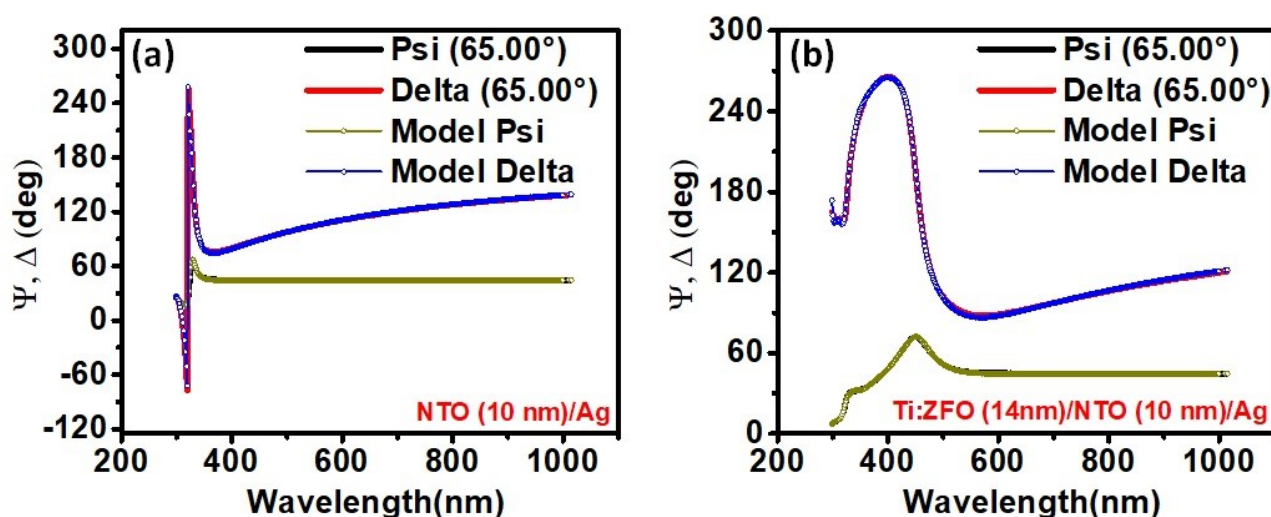 (a)
Psi (65.00°)
Delta (65.00°)
Model Psi
Model Delta
300
240
180
120
60
0
-60
-120
Ψ, Δ (deg)
NTO (10 nm)/Ag
200 400 600 800 1000
Wavelength(nm)
(b)
Psi (65.00°)
Delta (65.00°)
Model Psi
Model Delta
300
240
180
120
60
0
Ψ, Δ (deg)
Ti:ZFO (14nm)/NTO (10 nm)/Ag
200 400 600 800 1000
Wavelength(nm)